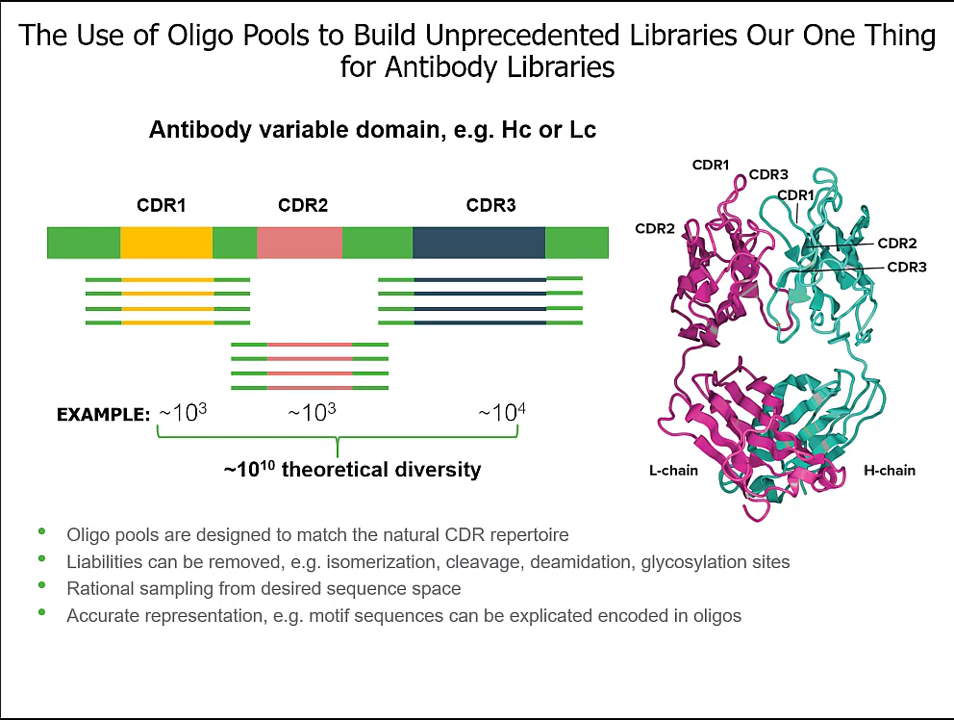 The Use of Oligo Pools to Build Unprecedented Libraries Our One Thing
for Antibody Libraries
Antibody variable domain, e.g. Hc or Lc
CDR1
CDR2
CDR3
EXAMPLE: ~10³
~10³
~10⁴
~10¹⁰ theoretical diversity
CDR1
CDR3
CDR1
CDR2
CDR2
CDR3
L-chain
H-chain
• Oligo pools are designed to match the natural CDR repertoire
• Liabilities can be removed, e.g. isomerization, cleavage, deamidation, glycosylation sites
• Rational sampling from desired sequence space
• Accurate representation, e.g. motif sequences can be explicated encoded in oligos